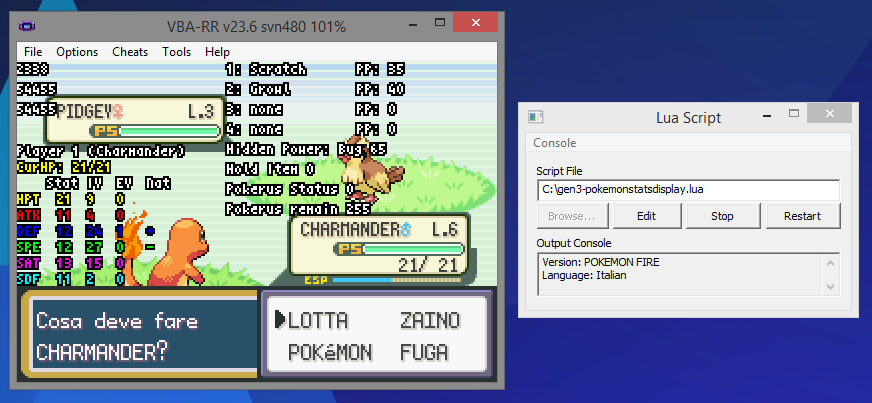 VBA-RR v23.6 svn480 101%
File Options Cheats Tools Help
2338
54455
54455
1: Scratch PP: 35
2: Growl PP: 40
3: none PP: 0
4: none PP: 0
Hidden Power: Bug 35
Hold Iten 0
Pokerus Status 0
Pokerus remain 255
PIDGEY♀ L.3
PS
Player 1 (Charmander)
CurHP: 21/21
Stat IV EV Nat
HPT 21 9 0
ATK 11 4 0
DEF 12 24 1 +
SPE 12 27 0 -
SAT 13 15 0
SDF 11 2 0
CHARMANDER♂ L.6
PS
21/ 21
ESP
Cosa deve fare
CHARMANDER?
LOTTA ZAINO
POKéMON FUGA
Lua Script
Console
Script File
C:\gen3-pokemonstatsdisplay.lua
Browse... Edit Stop Restart
Output Console
Version: POKEMON FIRE
Language: Italian